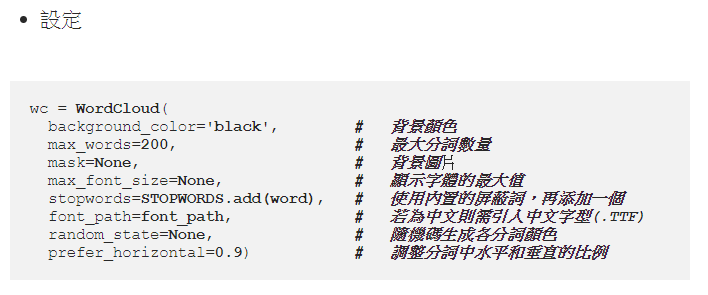 • 設定
wc = WordCloud(
background_color='black', # 背景顏色
max_words=200, # 最大分詞數量
mask=None, # 背景圖片
max_font_size=None, # 顯示字體的最大值
stopwords=STOPWORDS.add(word), # 使用內置的屏蔽詞，再添加一個
font_path=font_path, # 若為中文則需引入中文字型(.TTF)
random_state=None, # 隨機碼生成各分詞顏色
prefer_horizontal=0.9) # 調整分詞中水平和垂直的比例